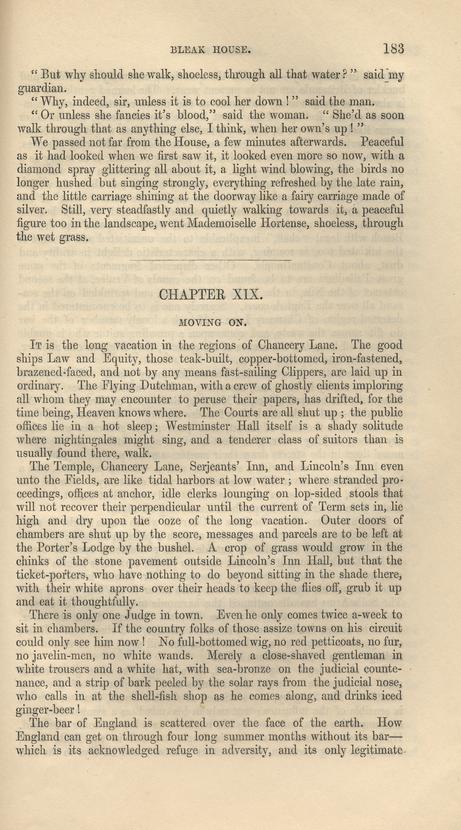 BLEAK HOUSE. 183
“ But why should she walk, shoeless, through all that water ? ” said my
guardian.
“ Why, indeed, sir, unless it is to cool her down ! ” said the man.
“ Or unless she fancies it’s blood,” said the woman. “ She’d as soon
walk through that as anything else, I think, when her own’s up ! ”
We passed not far from the House, a few minutes afterwards. Peaceful
as it had looked when we first saw it, it looked even more so now, with a
diamond spray glittering all about it, a light wind blowing, the birds no
longer hushed but singing strongly, everything refreshed by the late rain,
and the little carriage shining at the doorway like a fairy carriage made of
silver. Still, very steadfastly and quietly walking towards it, a peaceful
figure too in the landscape, went Mademoiselle Hortense, shoeless, through
the wet grass.
CHAPTER XIX.
MOVING ON.
It is the long vacation in the regions of Chancery Lane. The good
ships Law and Equity, those teak-built, copper-bottomed, iron-fastened,
brazened-faced, and not by any means fast-sailing Clippers, are laid up in
ordinary. The Flying Dutchman, with a crew of ghostly clients imploring
all whom they may encounter to peruse their papers, has drifted, for the
time being, Heaven knows where. The Courts are all shut up ; the public
offices lie in a hot sleep ; Westminster Hall itself is a shady solitude
where nightingales might sing, and a tenderer class of suitors than is
usually found there, walk.
The Temple, Chancery Lane, Serjeants’ Inn, and Lincoln’s Inn even
unto the Fields, are like tidal harbors at low water ; where stranded pro-
ceedings, offices at anchor, idle clerks lounging on lop-sided stools that
will not recover their perpendicular until the current of Term sets in, lie
high and dry upon the ooze of the long vacation. Outer doors of
chambers are shut up by the score, messages and parcels are to be left at
the Porter’s Lodge by the bushel. A crop of grass would grow in the
chinks of the stone pavement outside Lincoln’s Inn Hall, but that the
ticket-porters, who have nothing to do beyond sitting in the shade there,
with their white aprons over their heads to keep the flies off, grub it up
and eat it thoughtfully.
There is only one Judge in town. Even he only comes twice a-week to
sit in chambers. If the country folks of those assize towns on his circuit
could only see him now ! No full-bottomed wig, no red petticoats, no fur,
no javelin-men, no white wands. Merely a close-shaved gentleman in
white trousers and a white hat, with sea-bronze on the judicial counte-
nance, and a strip of bark peeled by the solar rays from the judicial nose,
who calls in at the shell-fish shop as he comes along, and drinks iced
ginger-beer !
The bar of England is scattered over the face of the earth. How
England can get on through four long summer months without its bar—
which is its acknowledged refuge in adversity, and its only legitimate